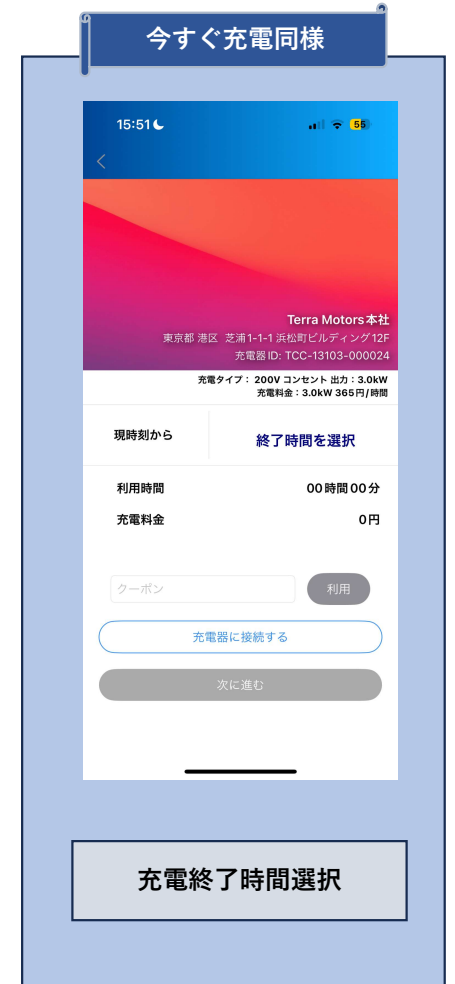 今すぐ充電同様
15:51
55
Terra Motors本社
東京都 港区 芝浦1-1-1 浜松町ビルディング12F
充電器ID: TCC-13103-000024
充電タイプ： 200V コンセント 出力：3.0kW
充電料金：3.0kW 365円/時間
現時刻から
終了時間を選択
利用時間 00時間00分
充電料金 0円
クーポン 利用
充電器に接続する
次に進む
充電終了時間選択